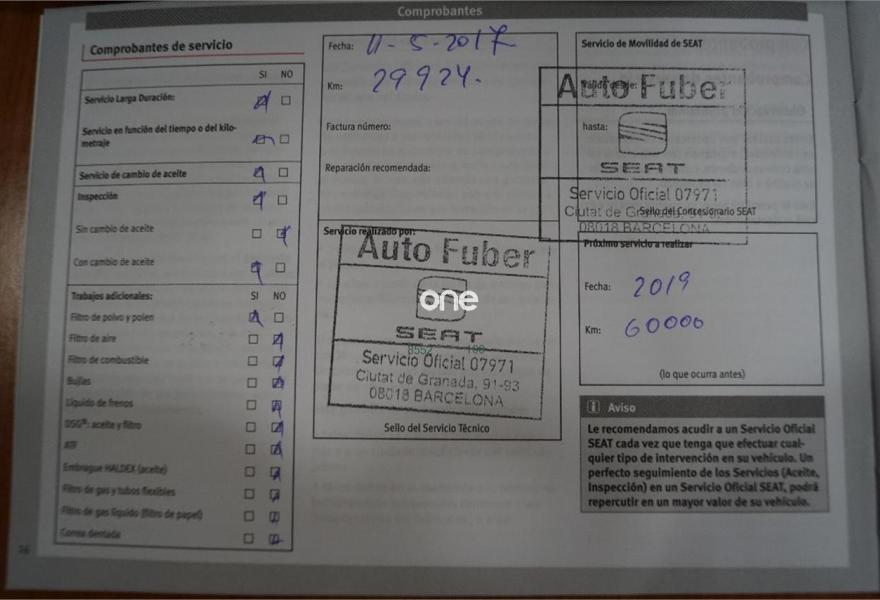 Comprobantes
Comprobantes de servicio
SI NO
Servicio Larga Duración:
Servicio en función del tiempo o del kilo-
metraje
Servicio de cambio de aceite
Inspección
Sin cambio de aceite
Con cambio de aceite
Trabajos adicionales: SI NO
Filtro de polvo y polen
Filtro de aire
Filtro de combustible
Bujías
Líquido de frenos
DSG®: aceite y filtro
ATF
Embrague HALDEX (aceite)
Filtro de gas y tubos flexibles
Filtro de gas líquido (filtro de papel)
Correa dentada
Fecha: 11-5-2017
Km: 29924.
Factura número:
Reparación recomendada:
Servicio realizado por:
Auto Fuber
SEAT
Servicio Oficial 07971
Ciutat de Granada, 91-93
08018 BARCELONA
Sello del Servicio Técnico
one
Servicio de Movilidad de SEAT
Auto Fuber
hasta:
SEAT
Servicio Oficial 07971
Ciutat de
Sello del Concesionario SEAT
08018 BARCELONA
Próximo servicio a realizar
Fecha: 2019
Km: 60000
(lo que ocurra antes)
Aviso
Le recomendamos acudir a un Servicio Oficial
SEAT cada vez que tenga que efectuar cual-
quier tipo de intervención en su vehículo. Un
perfecto seguimiento de los Servicios (Aceite,
Inspección) en un Servicio Oficial SEAT, podrá
repercutir en un mayor valor de su vehículo.